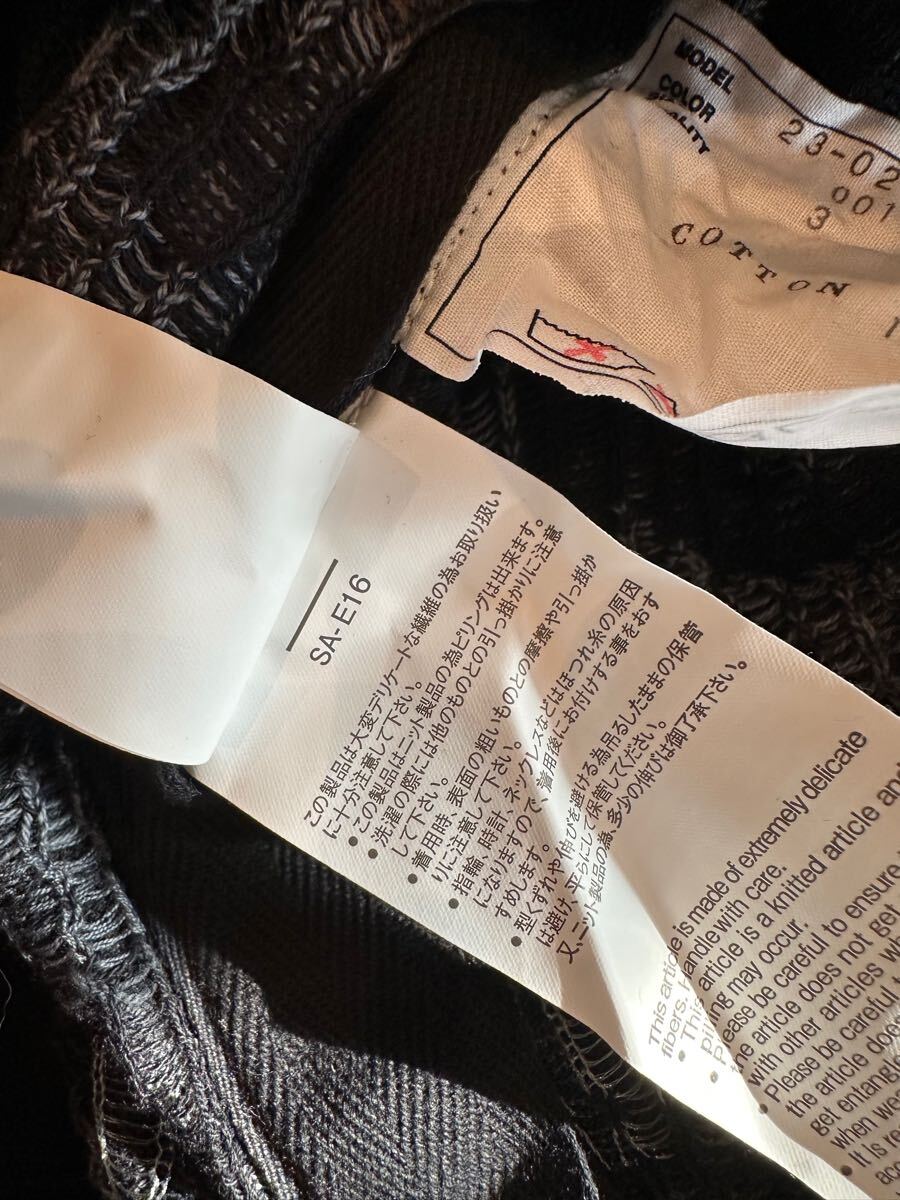 MODEL
COLOR
23-02
001
3
COTTON
SA-E16
この製品は大変デリケートな繊維の為お取り扱い
に十分注意して下さい。
• この製品はニット製品の為ピリングは出来ます。
• 洗濯の際には他のものとの引っ掛かりに注意
して下さい。
• 着用時、表面の粗いものとの摩擦や引っ掛か
りに注意して下さい。
• 指輪、時計、ネックレスなどはほつれ糸の原因
になりますので、着用後にお付けする事をおす
すめします。
• 型くずれや伸びを避ける為吊るしたままの保管
は避け、平らにして保管してください。
又、ニット製品の為、多少の伸びは御了承下さい。
This article is made of extremely delicate
fibers. Handle with care.
• This article is a knitted article and
pilling may occur.
• Please be careful to ensure
the article does not get
with other articles
• Please be careful
the article
get
when
• It is